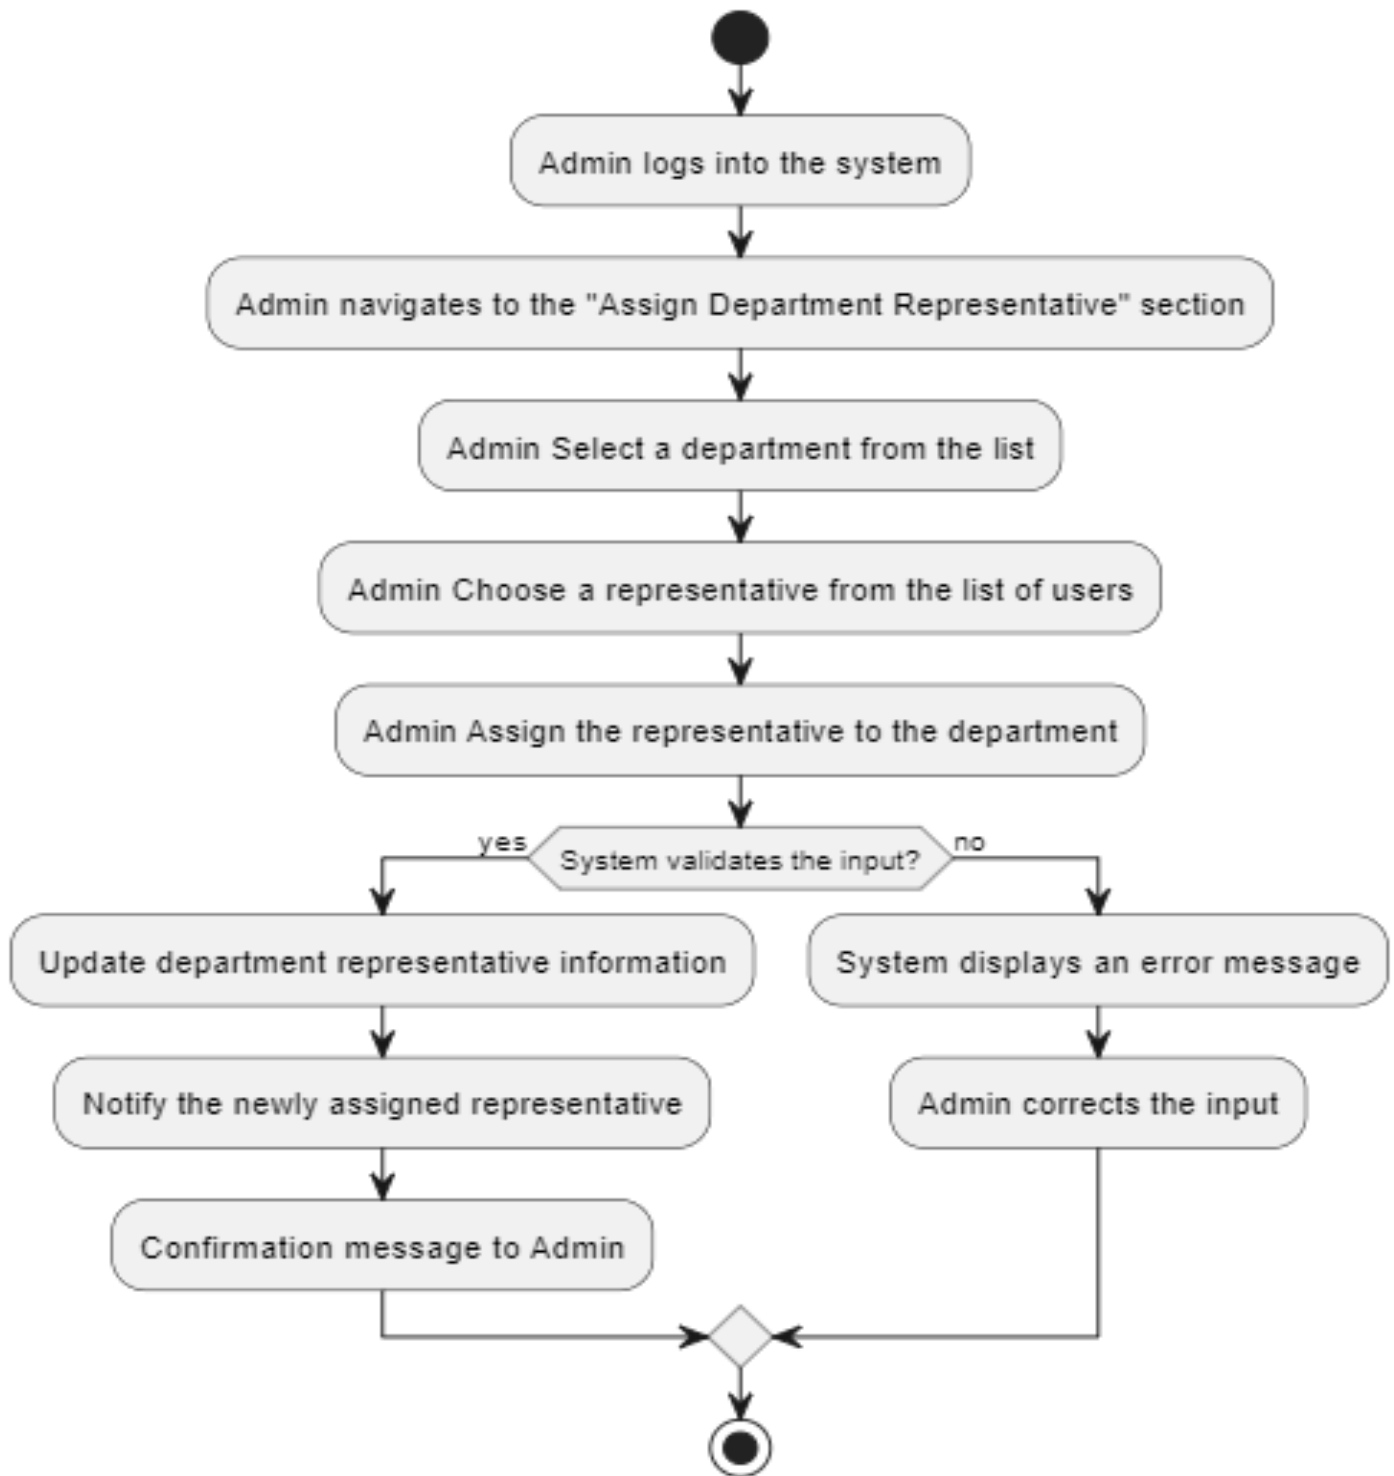 Admin logs into the system
Admin navigates to the "Assign Department Representative" section
Admin Select a department from the list
Admin Choose a representative from the list of users
Admin Assign the representative to the department
yes
System validates the input?
no
Update department representative information
System displays an error message
Notify the newly assigned representative
Admin corrects the input
Confirmation message to Admin